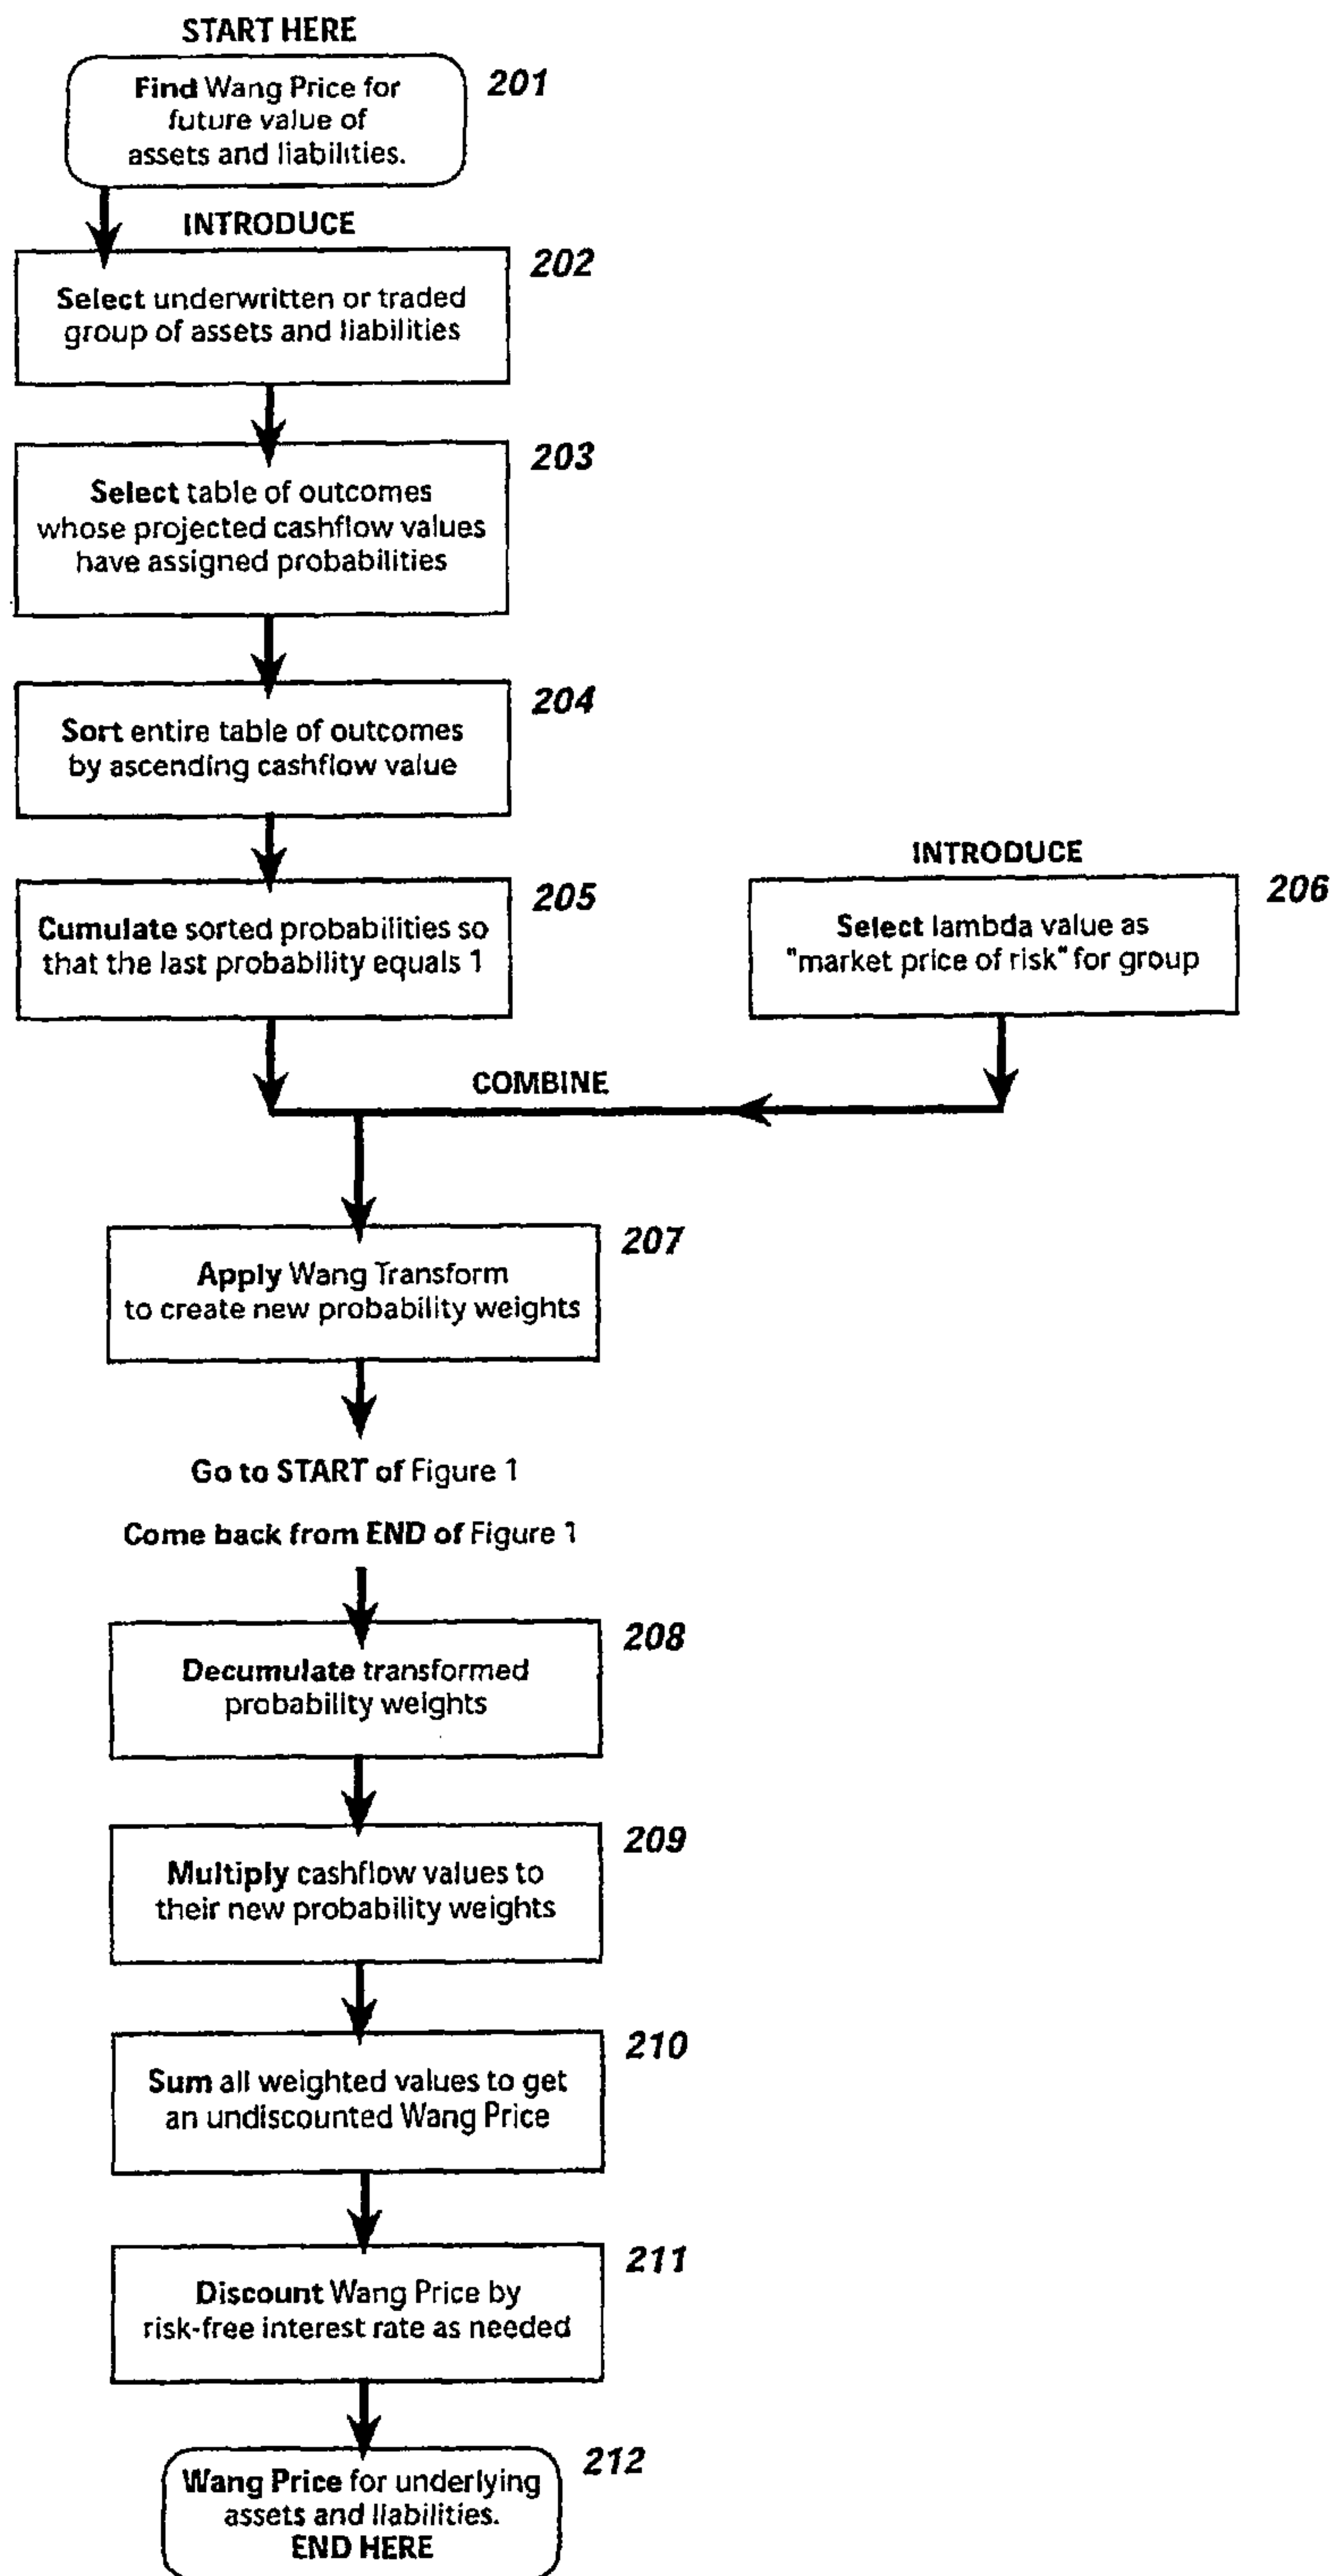 START HERE
201
Find Wang Price for
future value of
assets and liabilities.
INTRODUCE
202
Select underwritten or traded
group of assets and liabilities
203
Select table of outcomes
whose projected cashflow values
have assigned probabilities
204
Sort entire table of outcomes
by ascending cashflow value
205
Cumulate sorted probabilities so
that the last probability equals 1
INTRODUCE
206
Select lambda value as
"market price of risk" for group
COMBINE
207
Apply Wang Transform
to create new probability weights
Go to START of Figure 1
Come back from END of Figure 1
208
Decumulate transformed
probability weights
209
Multiply cashflow values to
their new probability weights
210
Sum all weighted values to get
an undiscounted Wang Price
211
Discount Wang Price by
risk-free interest rate as needed
212
Wang Price for underlying
assets and liabilities.
END HERE